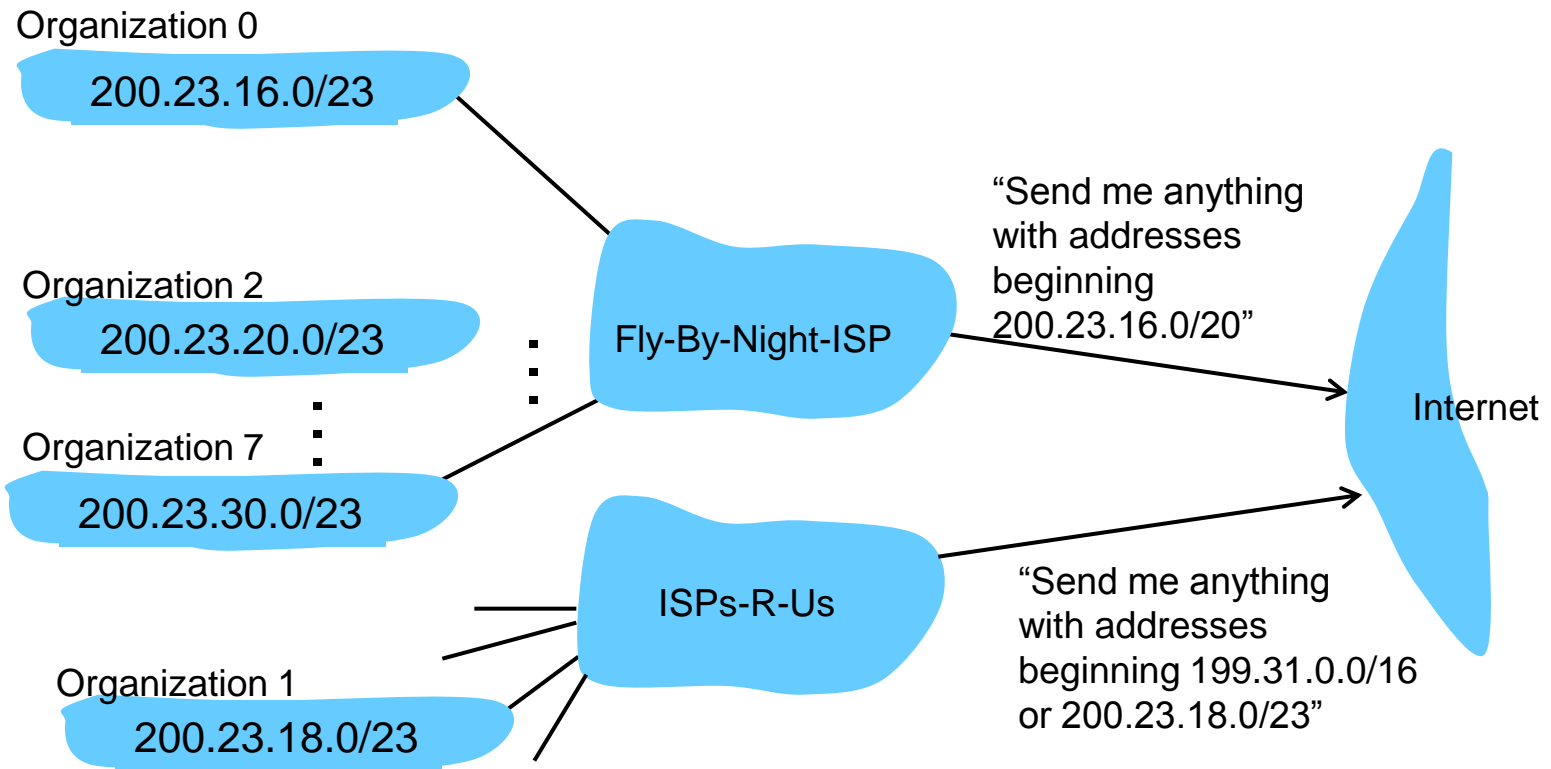 Organization 0
200.23.16.0/23
Organization 2
200.23.20.0/23
Organization 7
200.23.30.0/23
Fly-By-Night-ISP
“Send me anything
with addresses
beginning
200.23.16.0/20”
Internet
ISPs-R-Us
Organization 1
200.23.18.0/23
“Send me anything
with addresses
beginning 199.31.0.0/16
or 200.23.18.0/23”